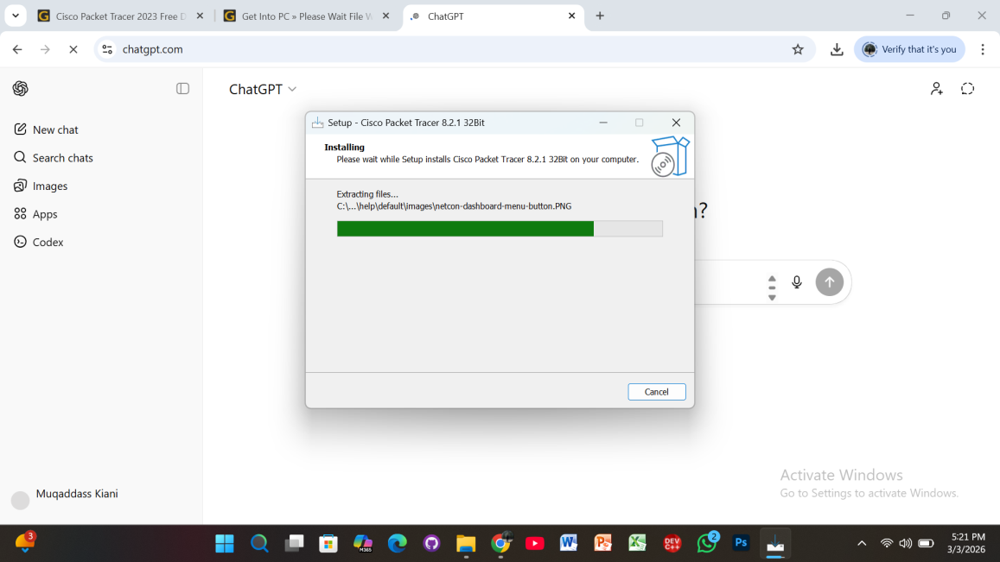 Cisco Packet Tracer 2023 Free D
Get Into PC » Please Wait File W
ChatGPT
chatgpt.com
Verify that it's you
ChatGPT
New chat
Search chats
Images
Apps
Codex
Setup - Cisco Packet Tracer 8.2.1 32Bit
Installing
Please wait while Setup installs Cisco Packet Tracer 8.2.1 32Bit on your computer.
Extracting files...
C:\...\help\default\images\netcon-dashboard-menu-button.PNG
?
Cancel
Activate Windows
Go to Settings to activate Windows.
Muqaddass Kiani
3
M365
DEV
C++
2
Ps
5:21 PM
3/3/2026